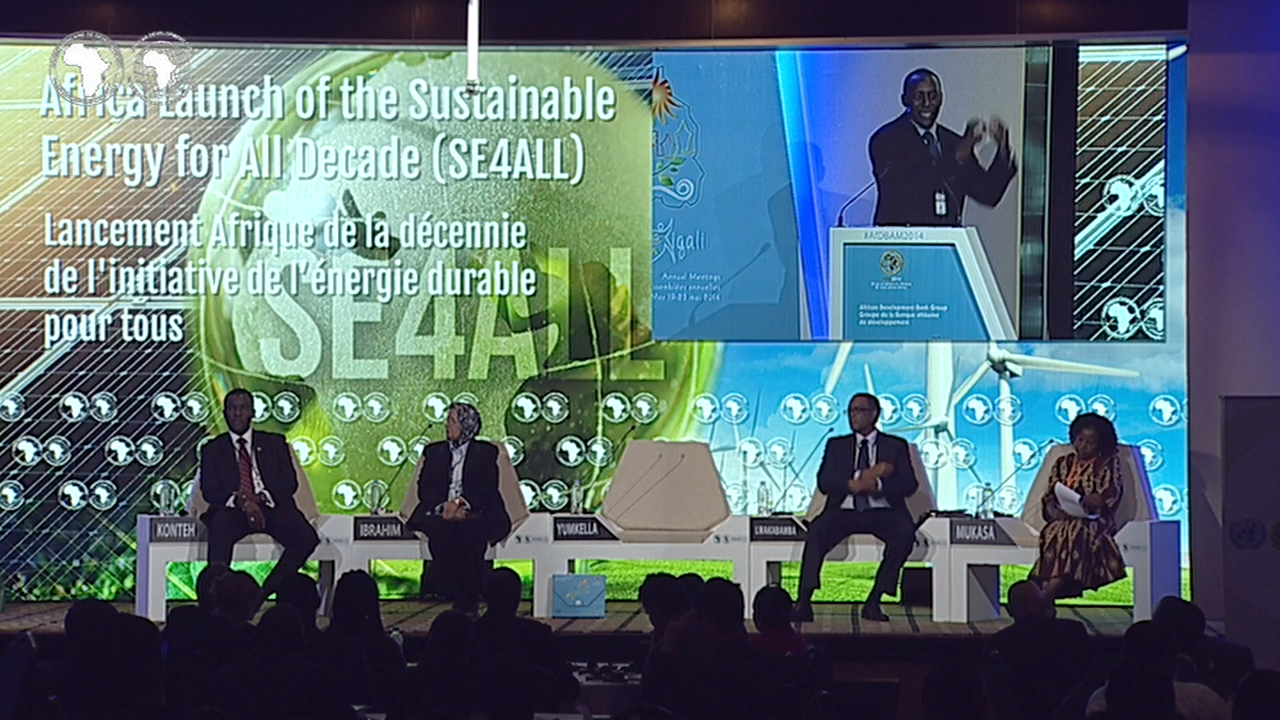 Africa Launch of the Sustainable
Energy for All Decade (SE4ALL)
Lancement Afrique de la décennie
de l'initiative de l'énergie durable
pour tous
SE4ALL
Annual Meetings
#AfDBAM2014
African Development Bank Group
Groupe de la Banque africaine
de développement
KONTEH
IBRAHIM
YUMKELLA
LWAKABAMBA
MUKASA